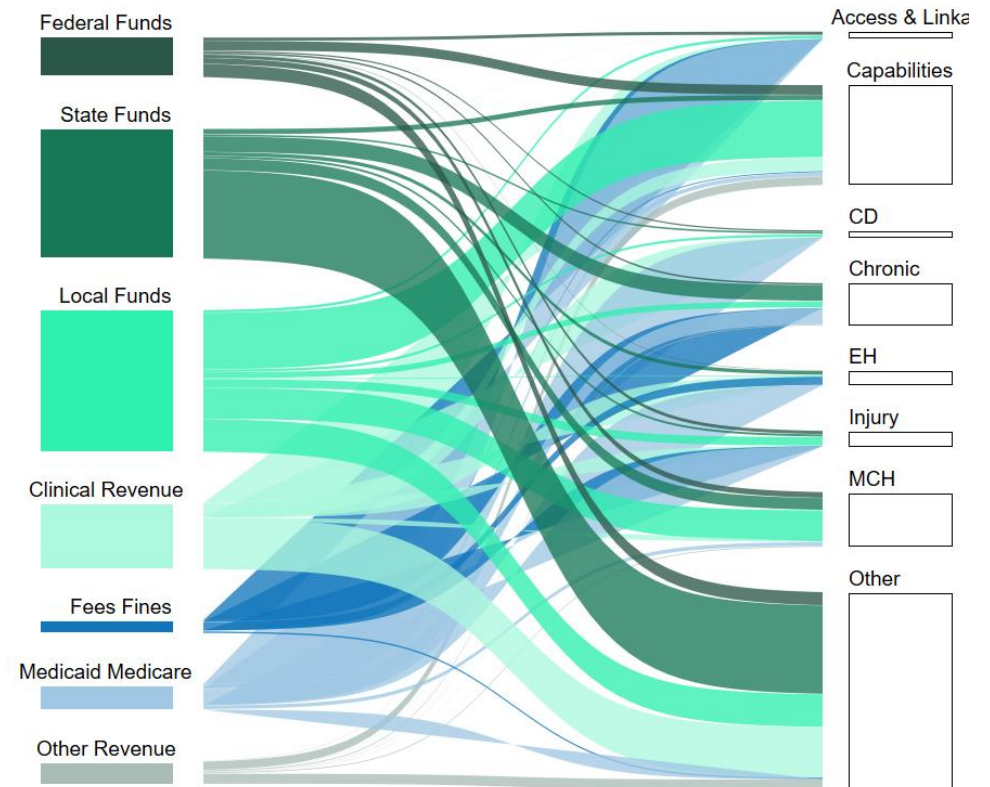 Federal Funds
State Funds
Local Funds
Clinical Revenue
Fees Fines
Medicaid Medicare
Other Revenue
Access & Linka
Capabilities
CD
Chronic
EH
Injury
MCH
Other